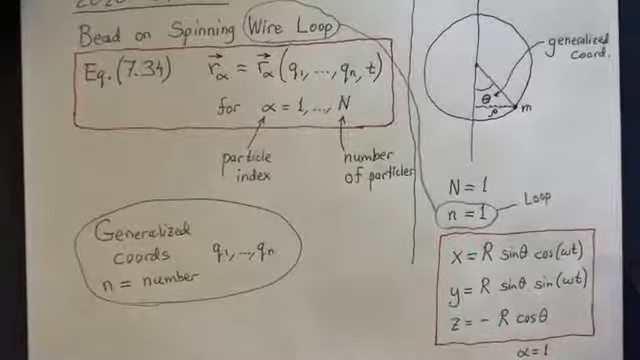 Bead on Spinning Wire Loop
Eq.(7.34) r⃗α = r⃗α (q₁, ..., qₙ, t)
for α = 1, ..., N
particle
index
number
of particles
Generalized
coords q₁, ..., qₙ
n = number
generalized
coord.
θ
ρ
m
N = 1
n = 1
Loop
x = R sinθ cos(ωt)
y = R sinθ sin(ωt)
z = - R cosθ
α = 1